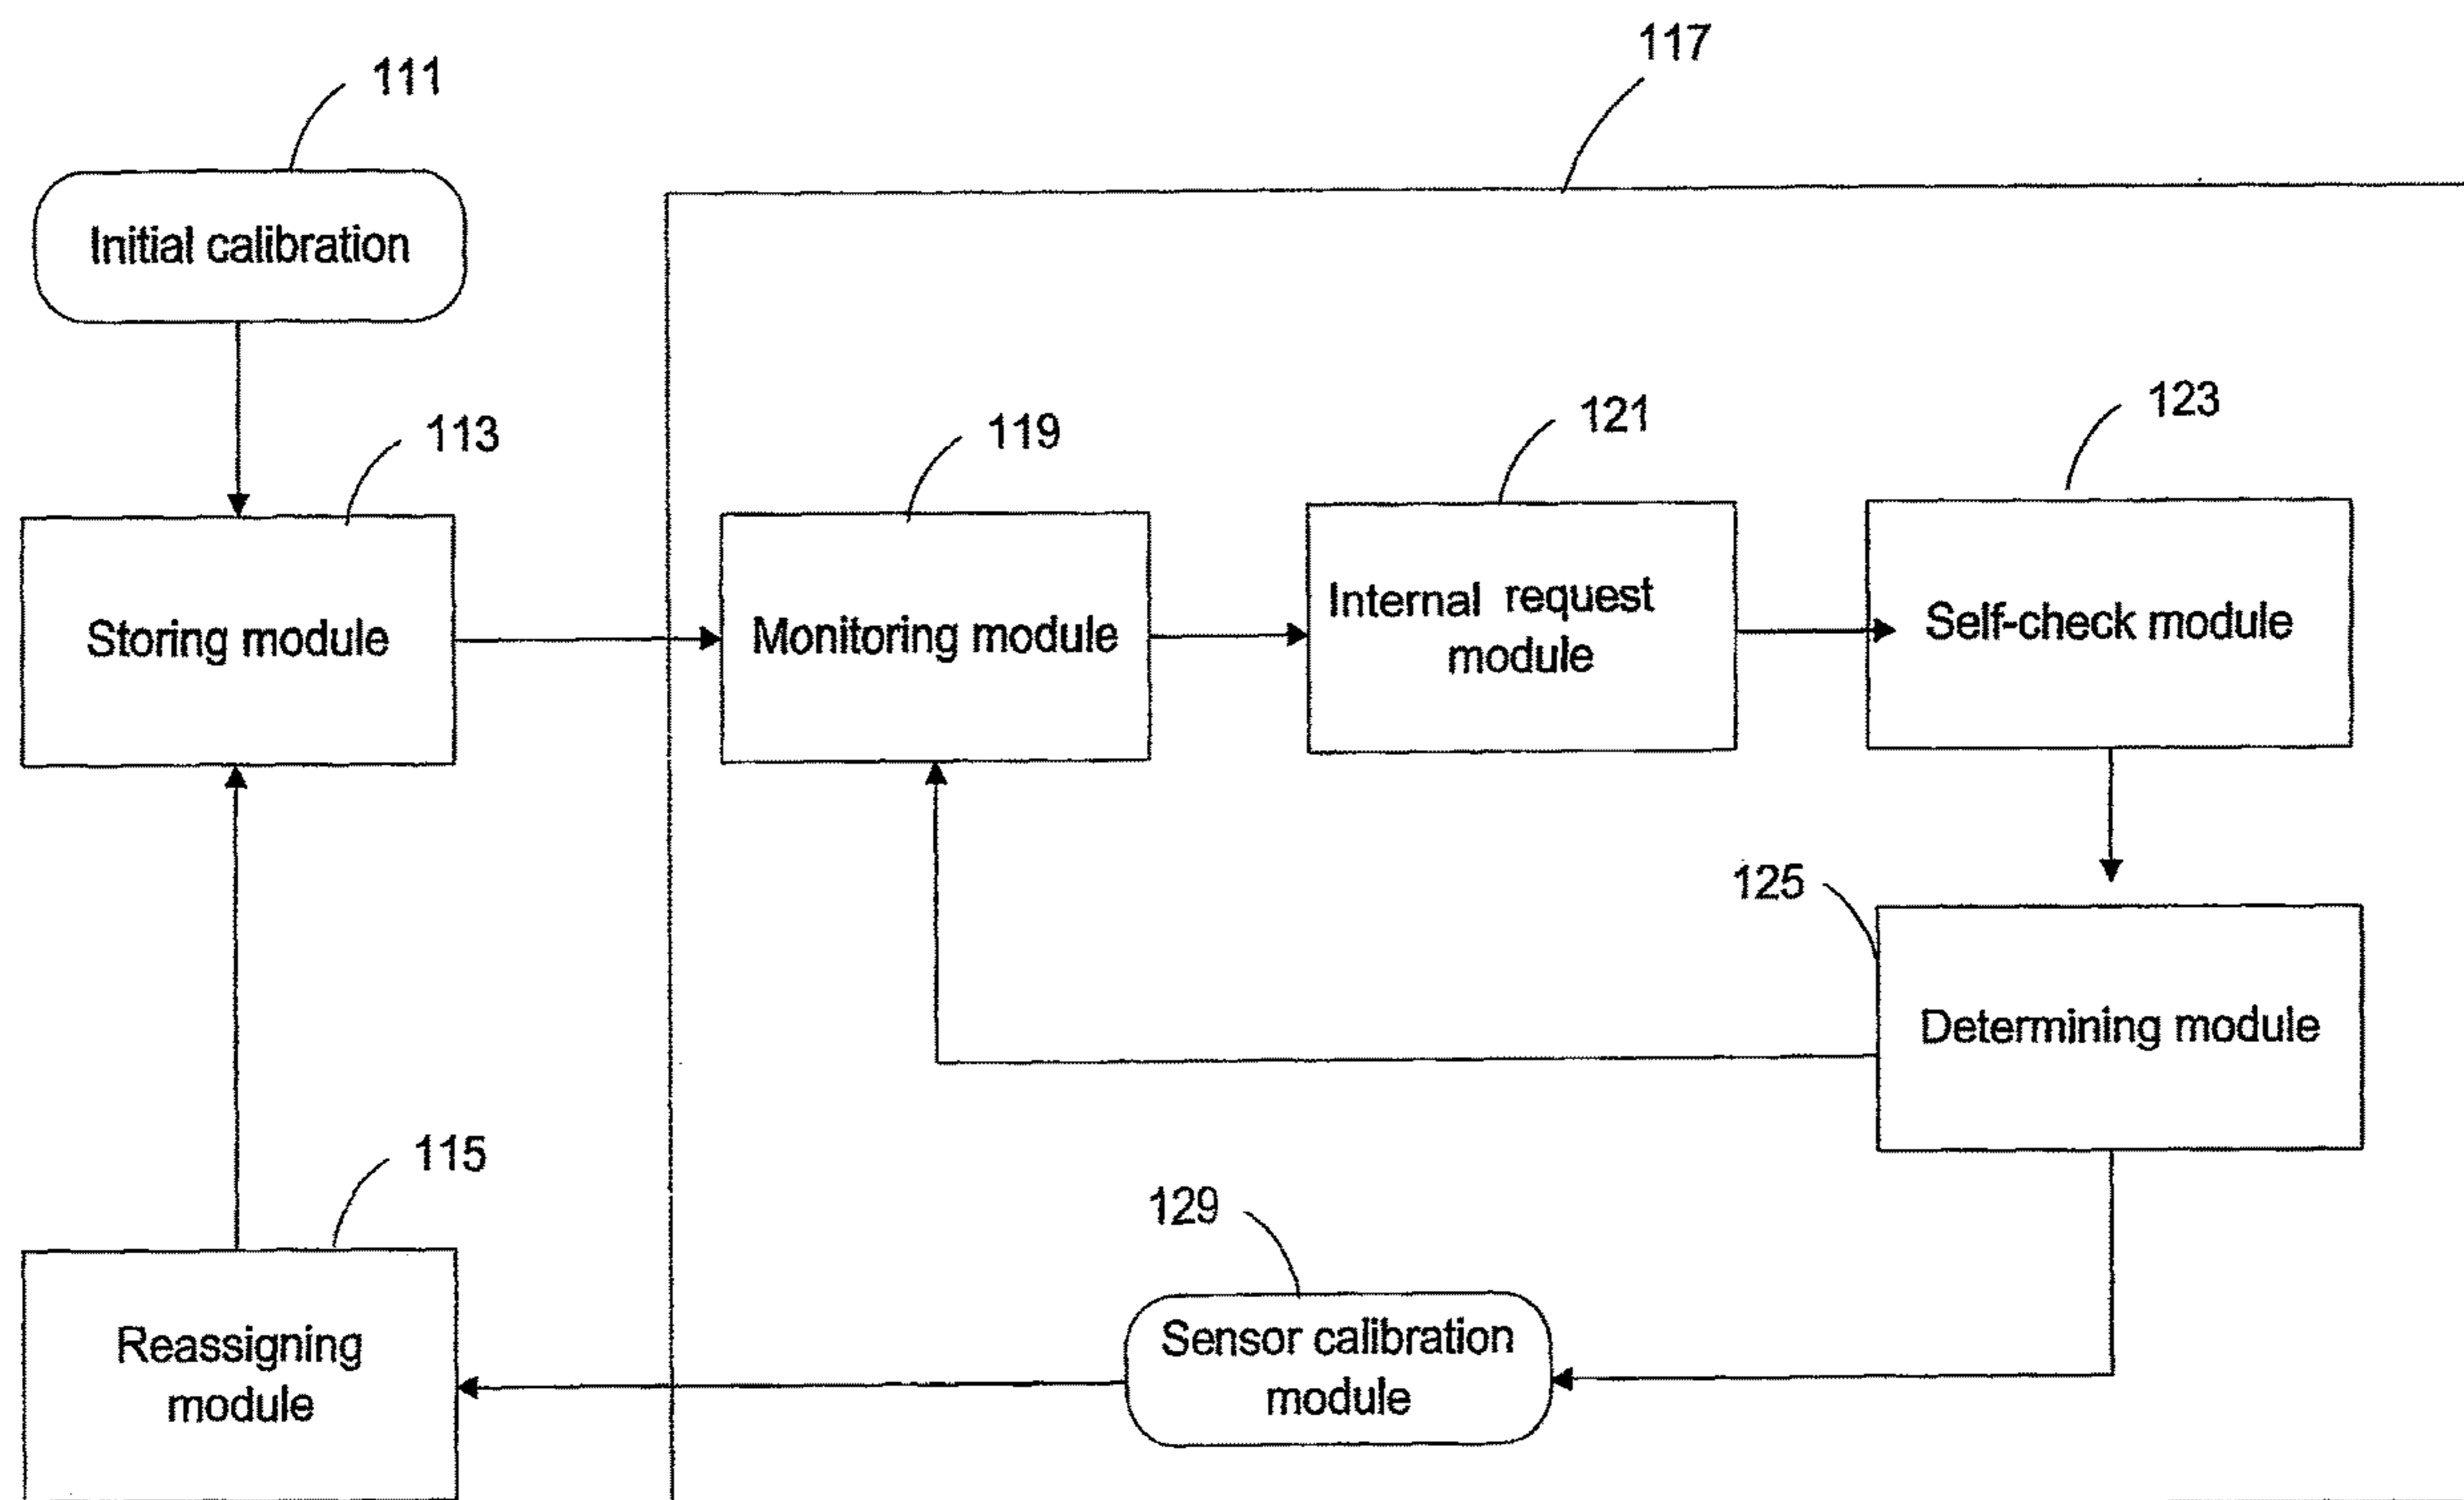 117
111
Initial calibration
113
119
121
123
Storing module
Monitoring module
Internal request
module
Self-check module
125
Determining module
115
129
Reassigning
module
Sensor calibration
module